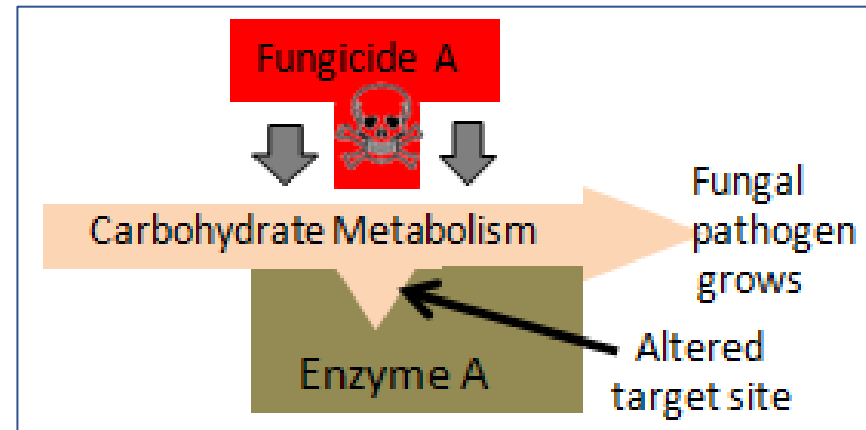 Fungicide A
Carbohydrate Metabolism
Fungal
pathogen
grows
Enzyme A
Altered
target site